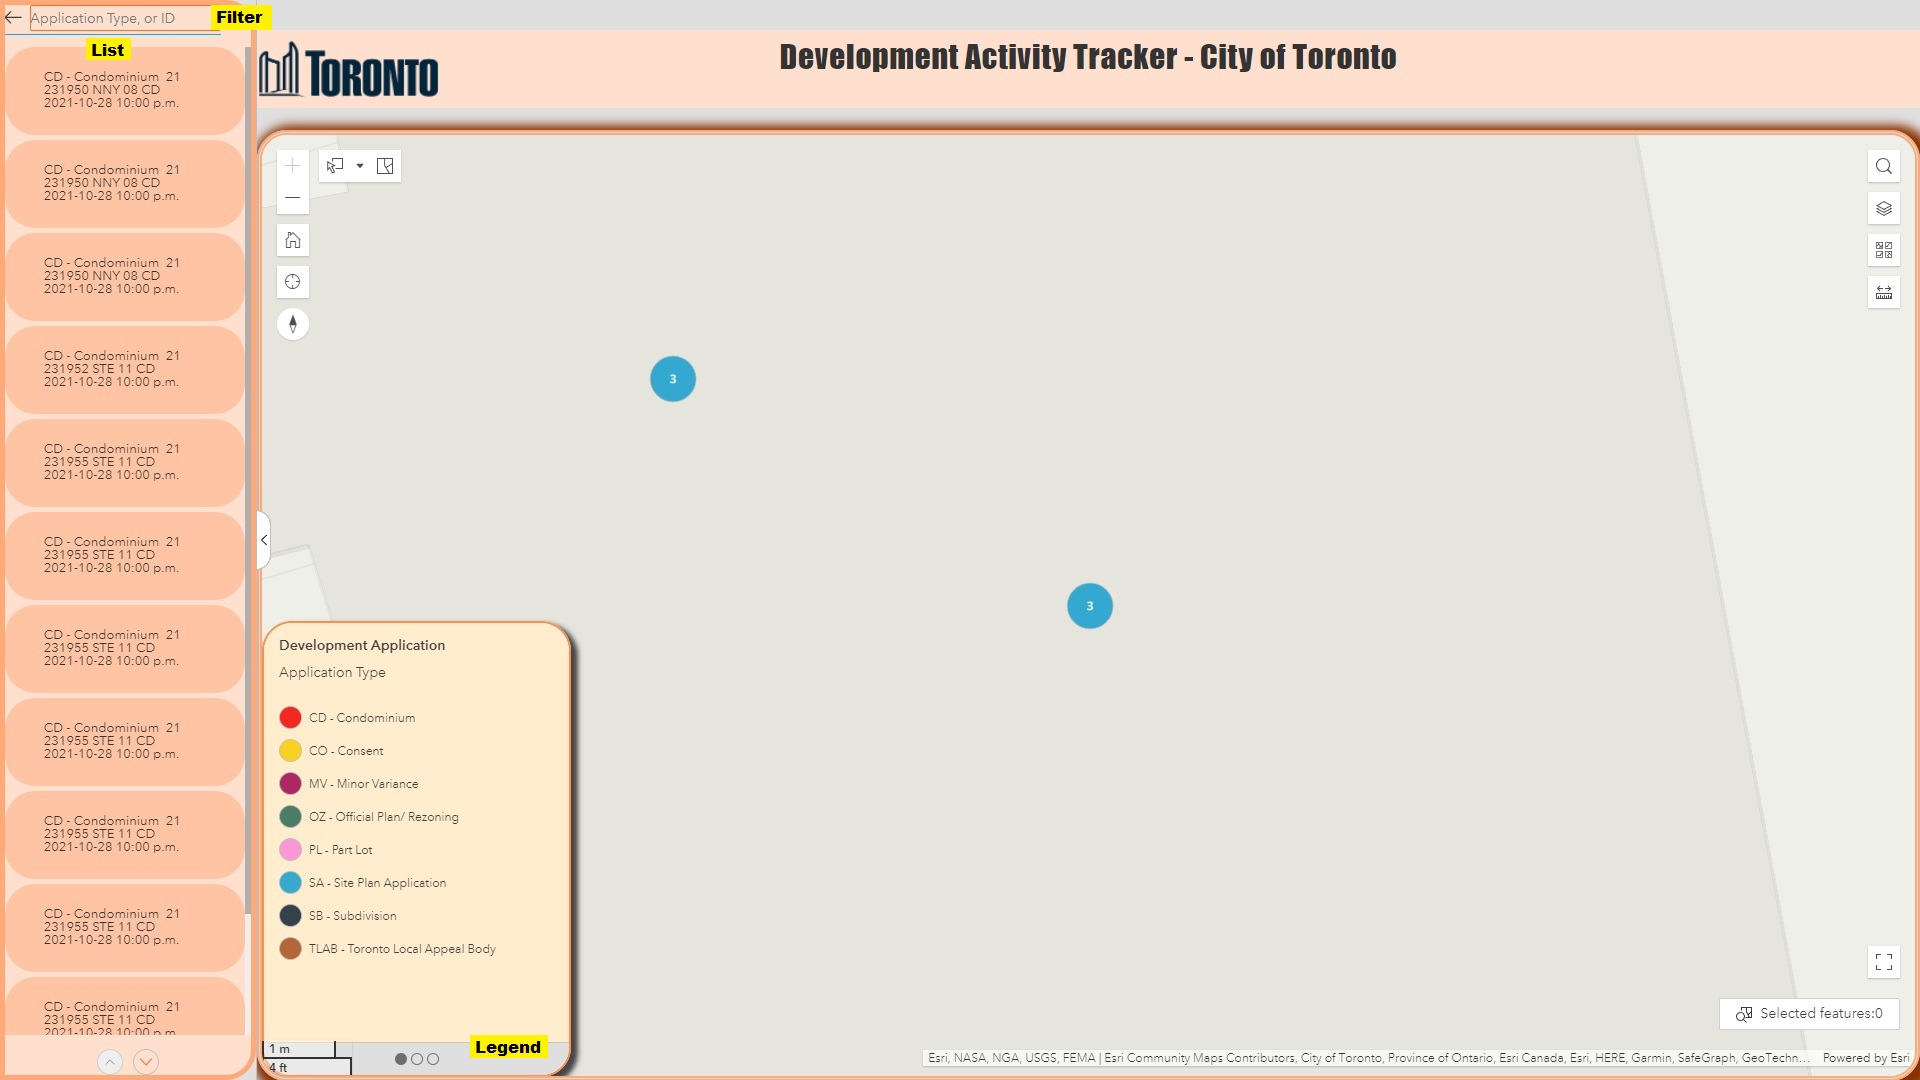 Application Type, or ID
Filter
List
CD - Condominium  21
231950 NNY 08 CD
2021-10-28 10:00 p.m.
CD - Condominium  21
231950 NNY 08 CD
2021-10-28 10:00 p.m.
CD - Condominium  21
231950 NNY 08 CD
2021-10-28 10:00 p.m.
CD - Condominium  21
231952 STE 11 CD
2021-10-28 10:00 p.m.
CD - Condominium  21
231955 STE 11 CD
2021-10-28 10:00 p.m.
CD - Condominium  21
231955 STE 11 CD
2021-10-28 10:00 p.m.
CD - Condominium  21
231955 STE 11 CD
2021-10-28 10:00 p.m.
CD - Condominium  21
231955 STE 11 CD
2021-10-28 10:00 p.m.
CD - Condominium  21
231955 STE 11 CD
2021-10-28 10:00 p.m.
CD - Condominium  21
231955 STE 11 CD
2021-10-28 10:00 p.m.
CD - Condominium  21
231955 STE 11 CD
2021-10-28 10:00 p.m.
TORONTO
Development Activity Tracker - City of Toronto
3
3
Development Application
Application Type
CD - Condominium
CO - Consent
MV - Minor Variance
OZ - Official Plan/ Rezoning
PL - Part Lot
SA - Site Plan Application
SB - Subdivision
TLAB - Toronto Local Appeal Body
Legend
1 m
4 ft
Selected features:0
Esri, NASA, NGA, USGS, FEMA | Esri Community Maps Contributors, City of Toronto, Province of Ontario, Esri Canada, Esri, HERE, Garmin, SafeGraph, GeoTechn... Powered by Esri